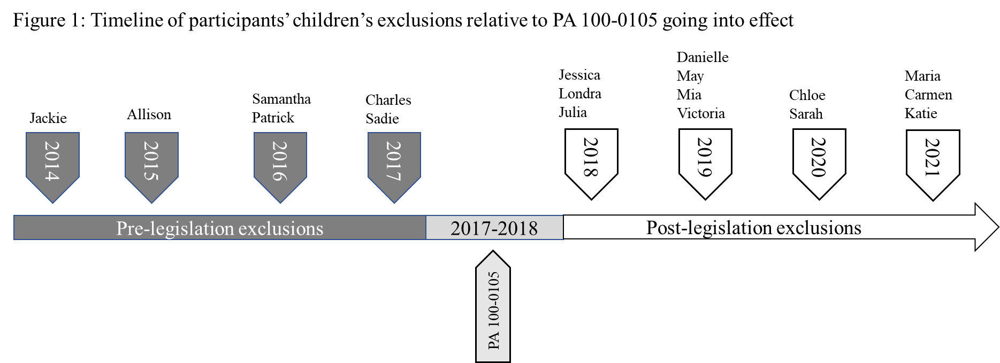 Figure 1: Timeline of participants’ children’s exclusions relative to PA 100-0105 going into effect
Jackie
2014
Allison
2015
Samantha
Patrick
2016
Charles
Sadie
2017
Jessica
Londra
Julia
2018
Danielle
May
Mia
Victoria
2019
Chloe
Sarah
2020
Maria
Carmen
Katie
2021
Pre-legislation exclusions
2017-2018
Post-legislation exclusions
PA 100-0105